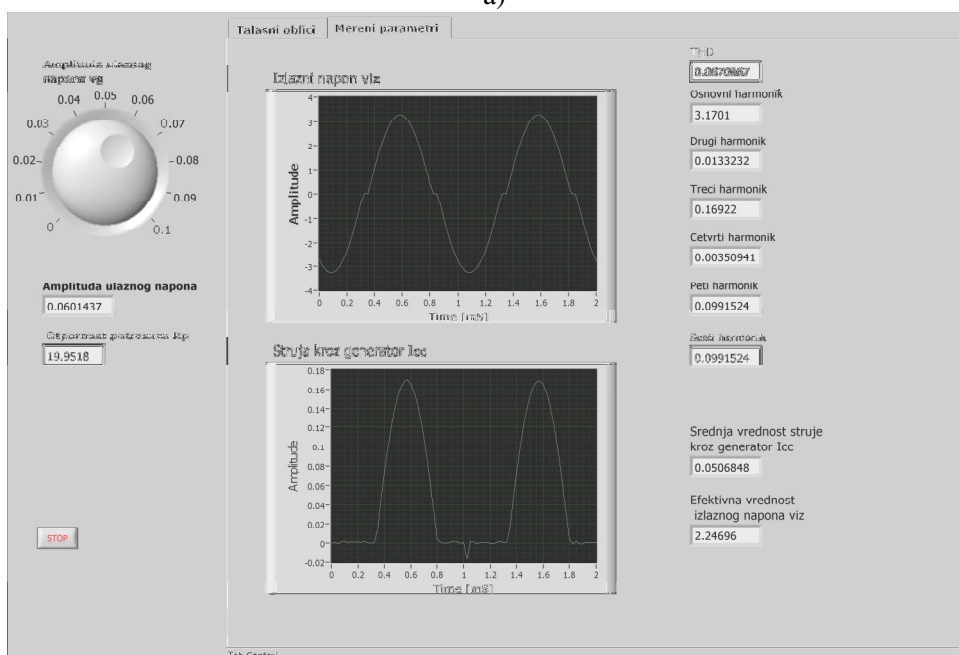 a)
Talasni oblici
Mereni parametri
Amplituda ulaznog
napona vg
0
0.01
0.02
0.03
0.04
0.05
0.06
0.07
0.08
0.09
0.1
Amplituda ulaznog napona
0.0601437
Otpornost potrosaca Rp
19.9518
STOP
Izlazni napon viz
Amplitude
4
3
2
1
0
-1
-2
-3
-4
0 0.2 0.4 0.6 0.8 1 1.2 1.4 1.6 1.8 2
Time [mS]
Struja kroz generator Icc
Amplitude
0.18
0.16
0.14
0.12
0.1
0.08
0.06
0.04
0.02
0
-0.02
0 0.2 0.4 0.6 0.8 1 1.2 1.4 1.6 1.8 2
Time [mS]
THD
Osnovni harmonik
3.1701
Drugi harmonik
0.0133232
Treci harmonik
0.16922
Cetvrti harmonik
0.00350941
Peti harmonik
0.0991524
Sesti harmonik
0.0991524
Srednja vrednost struje
kroz generator Icc
0.0506848
Efektivna vrednost
izlaznog napona viz
2.24696
Tab Control